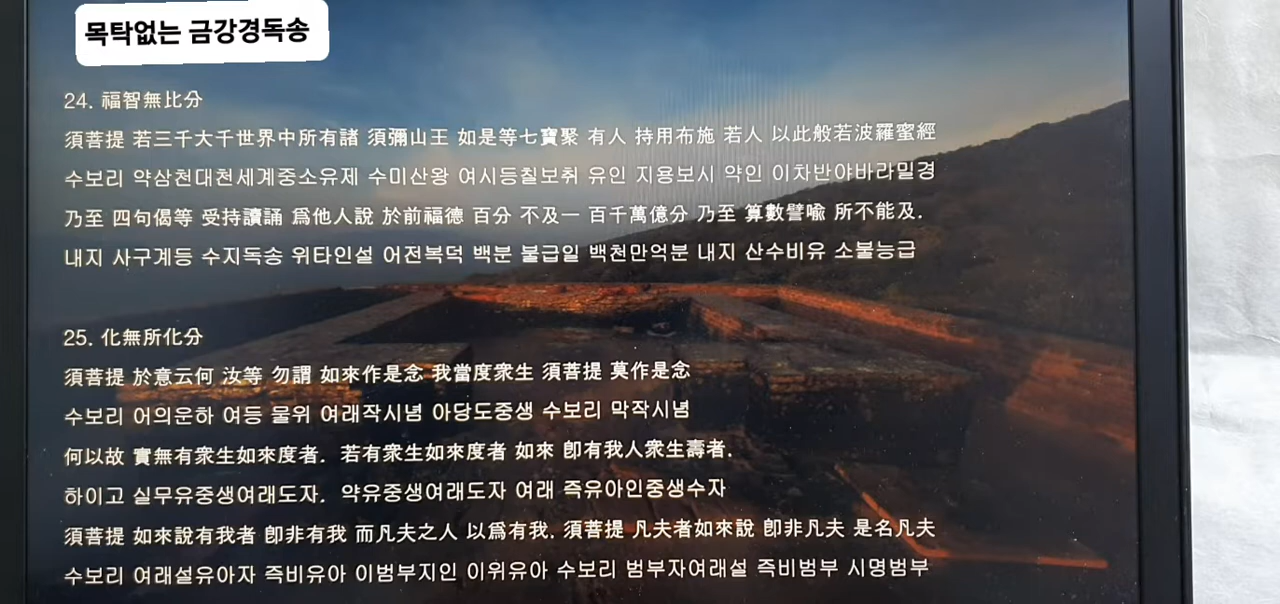 목탁없는 금강경독송
24. 福智無比分
須菩提 若三千大千世界中所有諸 須彌山王 如是等七寶聚 有人 持用布施 若人 以此般若波羅蜜經
수보리 약삼천대천세계중소유제 수미산왕 여시등칠보취 유인 지용보시 약인 이차반야바라밀경
乃至 四句偈等 受持讀誦 爲他人說 於前福德 百分 不及一 百千萬億分 乃至 算數譬喩 所不能及.
내지 사구게등 수지독송 위타인설 어전복덕 백분 불급일 백천만억분 내지 산수비유 소불능급
25. 化無所化分
須菩提 於意云何 汝等 勿謂 如來作是念 我當度衆生 須菩提 莫作是念
수보리 어의운하 여등 물위 여래작시념 아당도중생 수보리 막작시념
何以故 實無有衆生如來度者. 若有衆生如來度者 如來 卽有我人衆生壽者.
하이고 실무유중생여래도자. 약유중생여래도자 여래 즉유아인중생수자
須菩提 如來說有我者 卽非有我 而凡夫之人 以爲有我. 須菩提 凡夫者如來說 卽非凡夫 是名凡夫
수보리 여래설유아자 즉비유아 이범부지인 이위유아 수보리 범부자여래설 즉비범부 시명범부